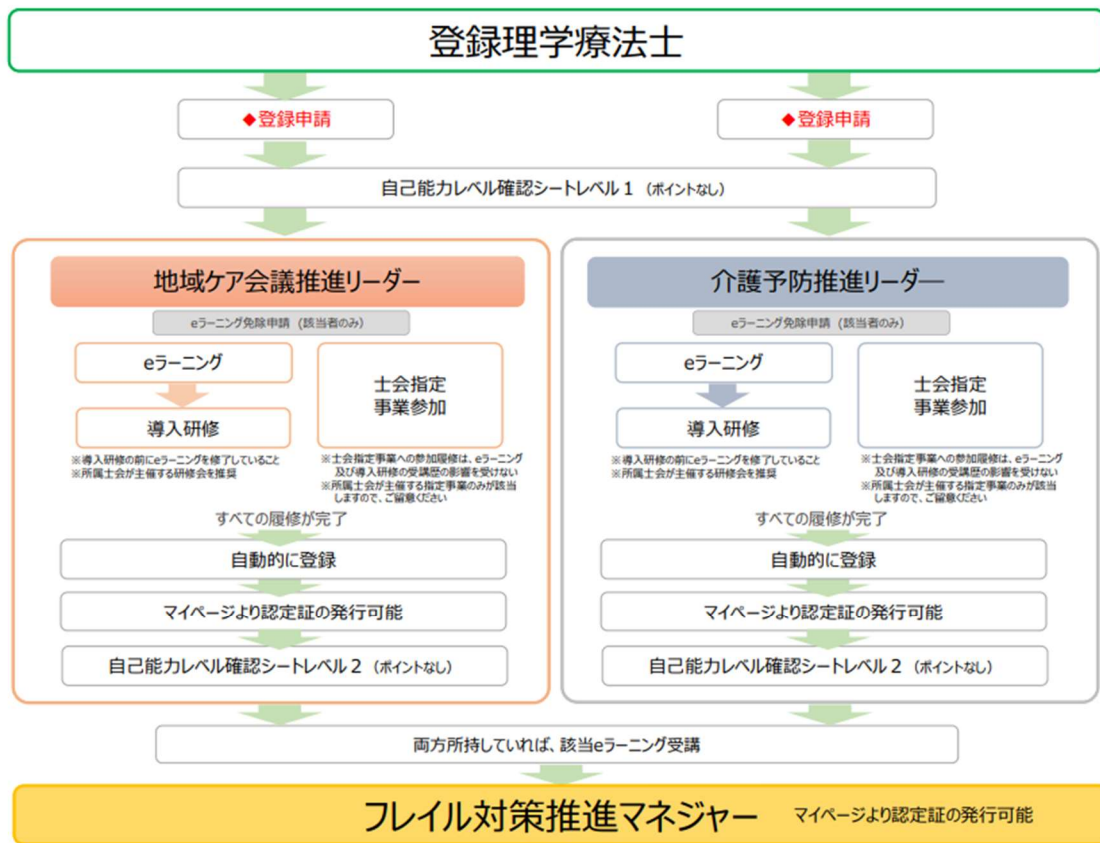 登録理学療法士
◆登録申請
◆登録申請
自己能力レベル確認シートレベル1 (ポイントなし)
地域ケア会議推進リーダー
eラーニング免除申請 (該当者のみ)
eラーニング
導入研修
※導入研修の前にeラーニングを修了していること
※所属士会が主催する研修会を推奨
士会指定
事業参加
※士会指定事業への参加履修は、eラーニング
及び導入研修の受講歴の影響を受けない
※所属士会が主催する指定事業のみが該当
しますので、ご留意ください
すべての履修が完了
自動的に登録
マイページより認定証の発行可能
自己能力レベル確認シートレベル2 (ポイントなし)
介護予防推進リーダー
eラーニング免除申請 (該当者のみ)
eラーニング
導入研修
※導入研修の前にeラーニングを修了していること
※所属士会が主催する研修会を推奨
士会指定
事業参加
※士会指定事業への参加履修は、eラーニング
及び導入研修の受講歴の影響を受けない
※所属士会が主催する指定事業のみが該当
しますので、ご留意ください
すべての履修が完了
自動的に登録
マイページより認定証の発行可能
自己能力レベル確認シートレベル2 (ポイントなし)
両方所持していれば、該当eラーニング受講
フレイル対策推進マネジャー マイページより認定証の発行可能